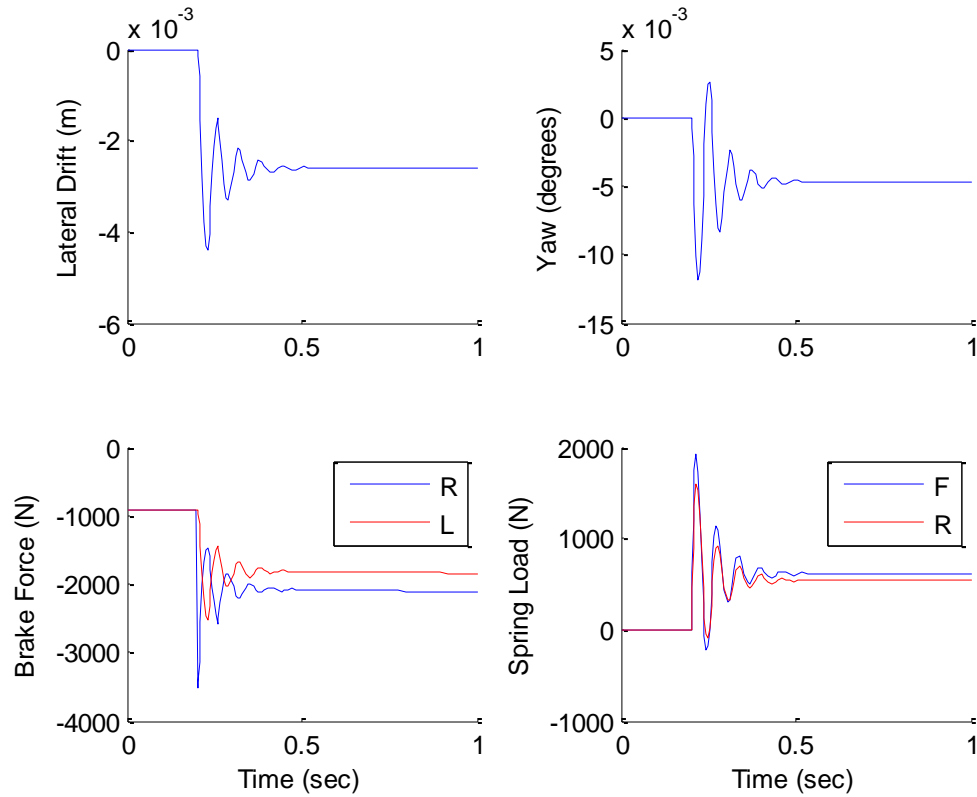 x 10^-3
0
-2
-4
-6
Lateral Drift (m)
0 0.5 1
x 10^-3
5
0
-5
-10
-15
Yaw (degrees)
0 0.5 1
0
-1000
-2000
-3000
-4000
Brake Force (N)
R
L
0 0.5 1
Time (sec)
2000
1000
0
-1000
Spring Load (N)
F
R
0 0.5 1
Time (sec)